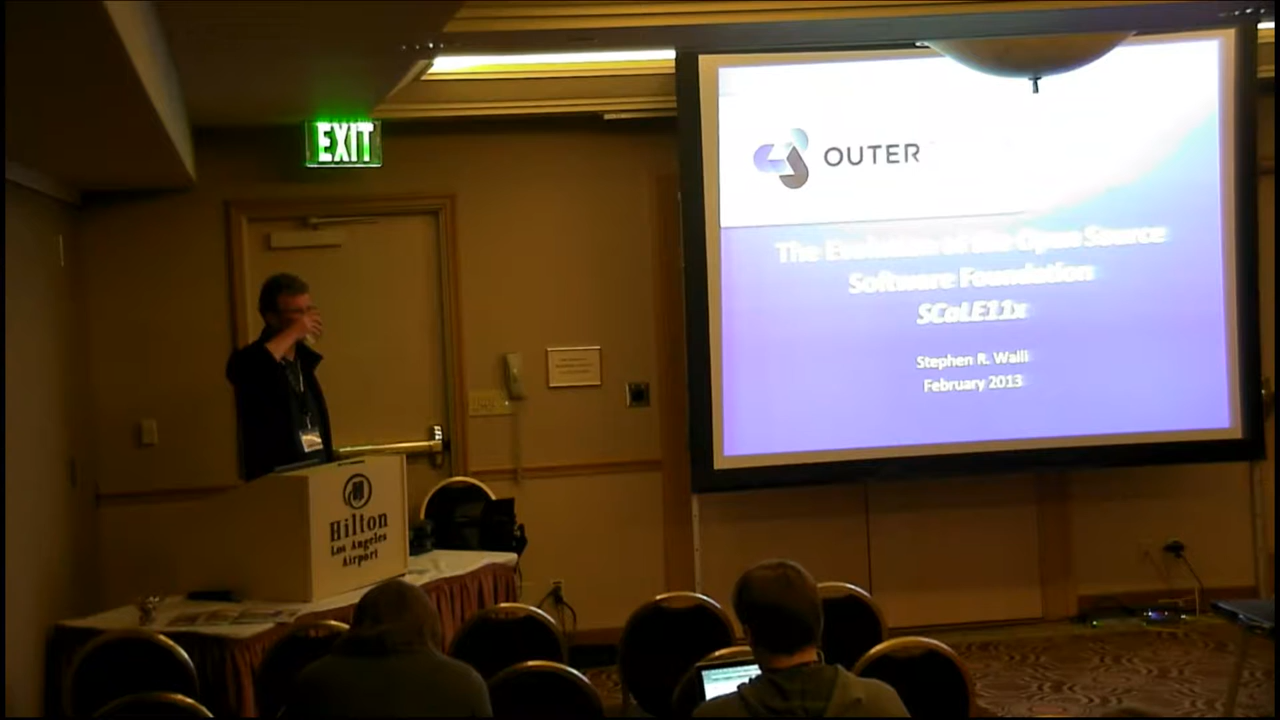 EXIT
OUTER
The Evolution of the Open Source
Software Foundation
SCaLE11x
Stephen R. Walli
February 2013
Hilton
Los Angeles
Airport